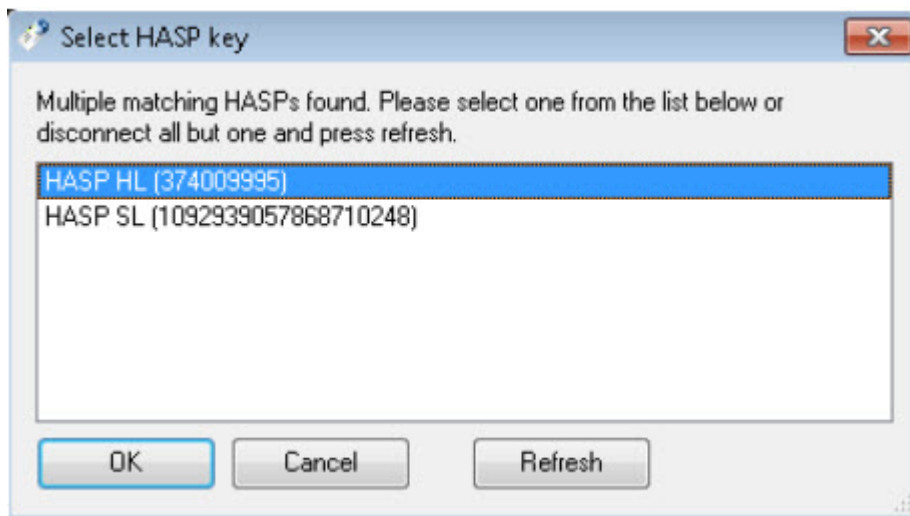 Select HASP key
Multiple matching HASPs found. Please select one from the list below or
disconnect all but one and press refresh.
HASP HL (374009995)
HASP SL (1092939057868710248)
OK
Cancel
Refresh